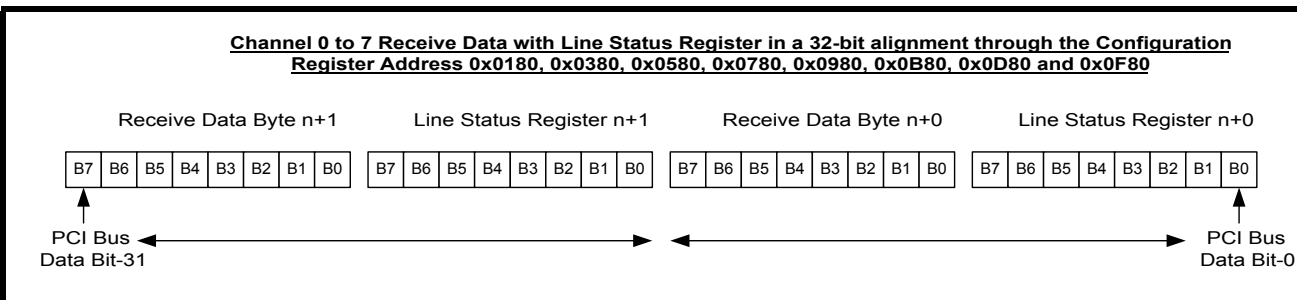 Channel 0 to 7 Receive Data with Line Status Register in a 32-bit alignment through the Configuration
Register Address 0x0180, 0x0380, 0x0580, 0x0780, 0x0980, 0x0B80, 0x0D80 and 0x0F80
Receive Data Byte n+1 Line Status Register n+1 Receive Data Byte n+0 Line Status Register n+0
B7 B6 B5 B4 B3 B2 B1 B0 B7 B6 B5 B4 B3 B2 B1 B0 B7 B6 B5 B4 B3 B2 B1 B0 B7 B6 B5 B4 B3 B2 B1 B0
PCI Bus PCI Bus
Data Bit-31 Data Bit-0